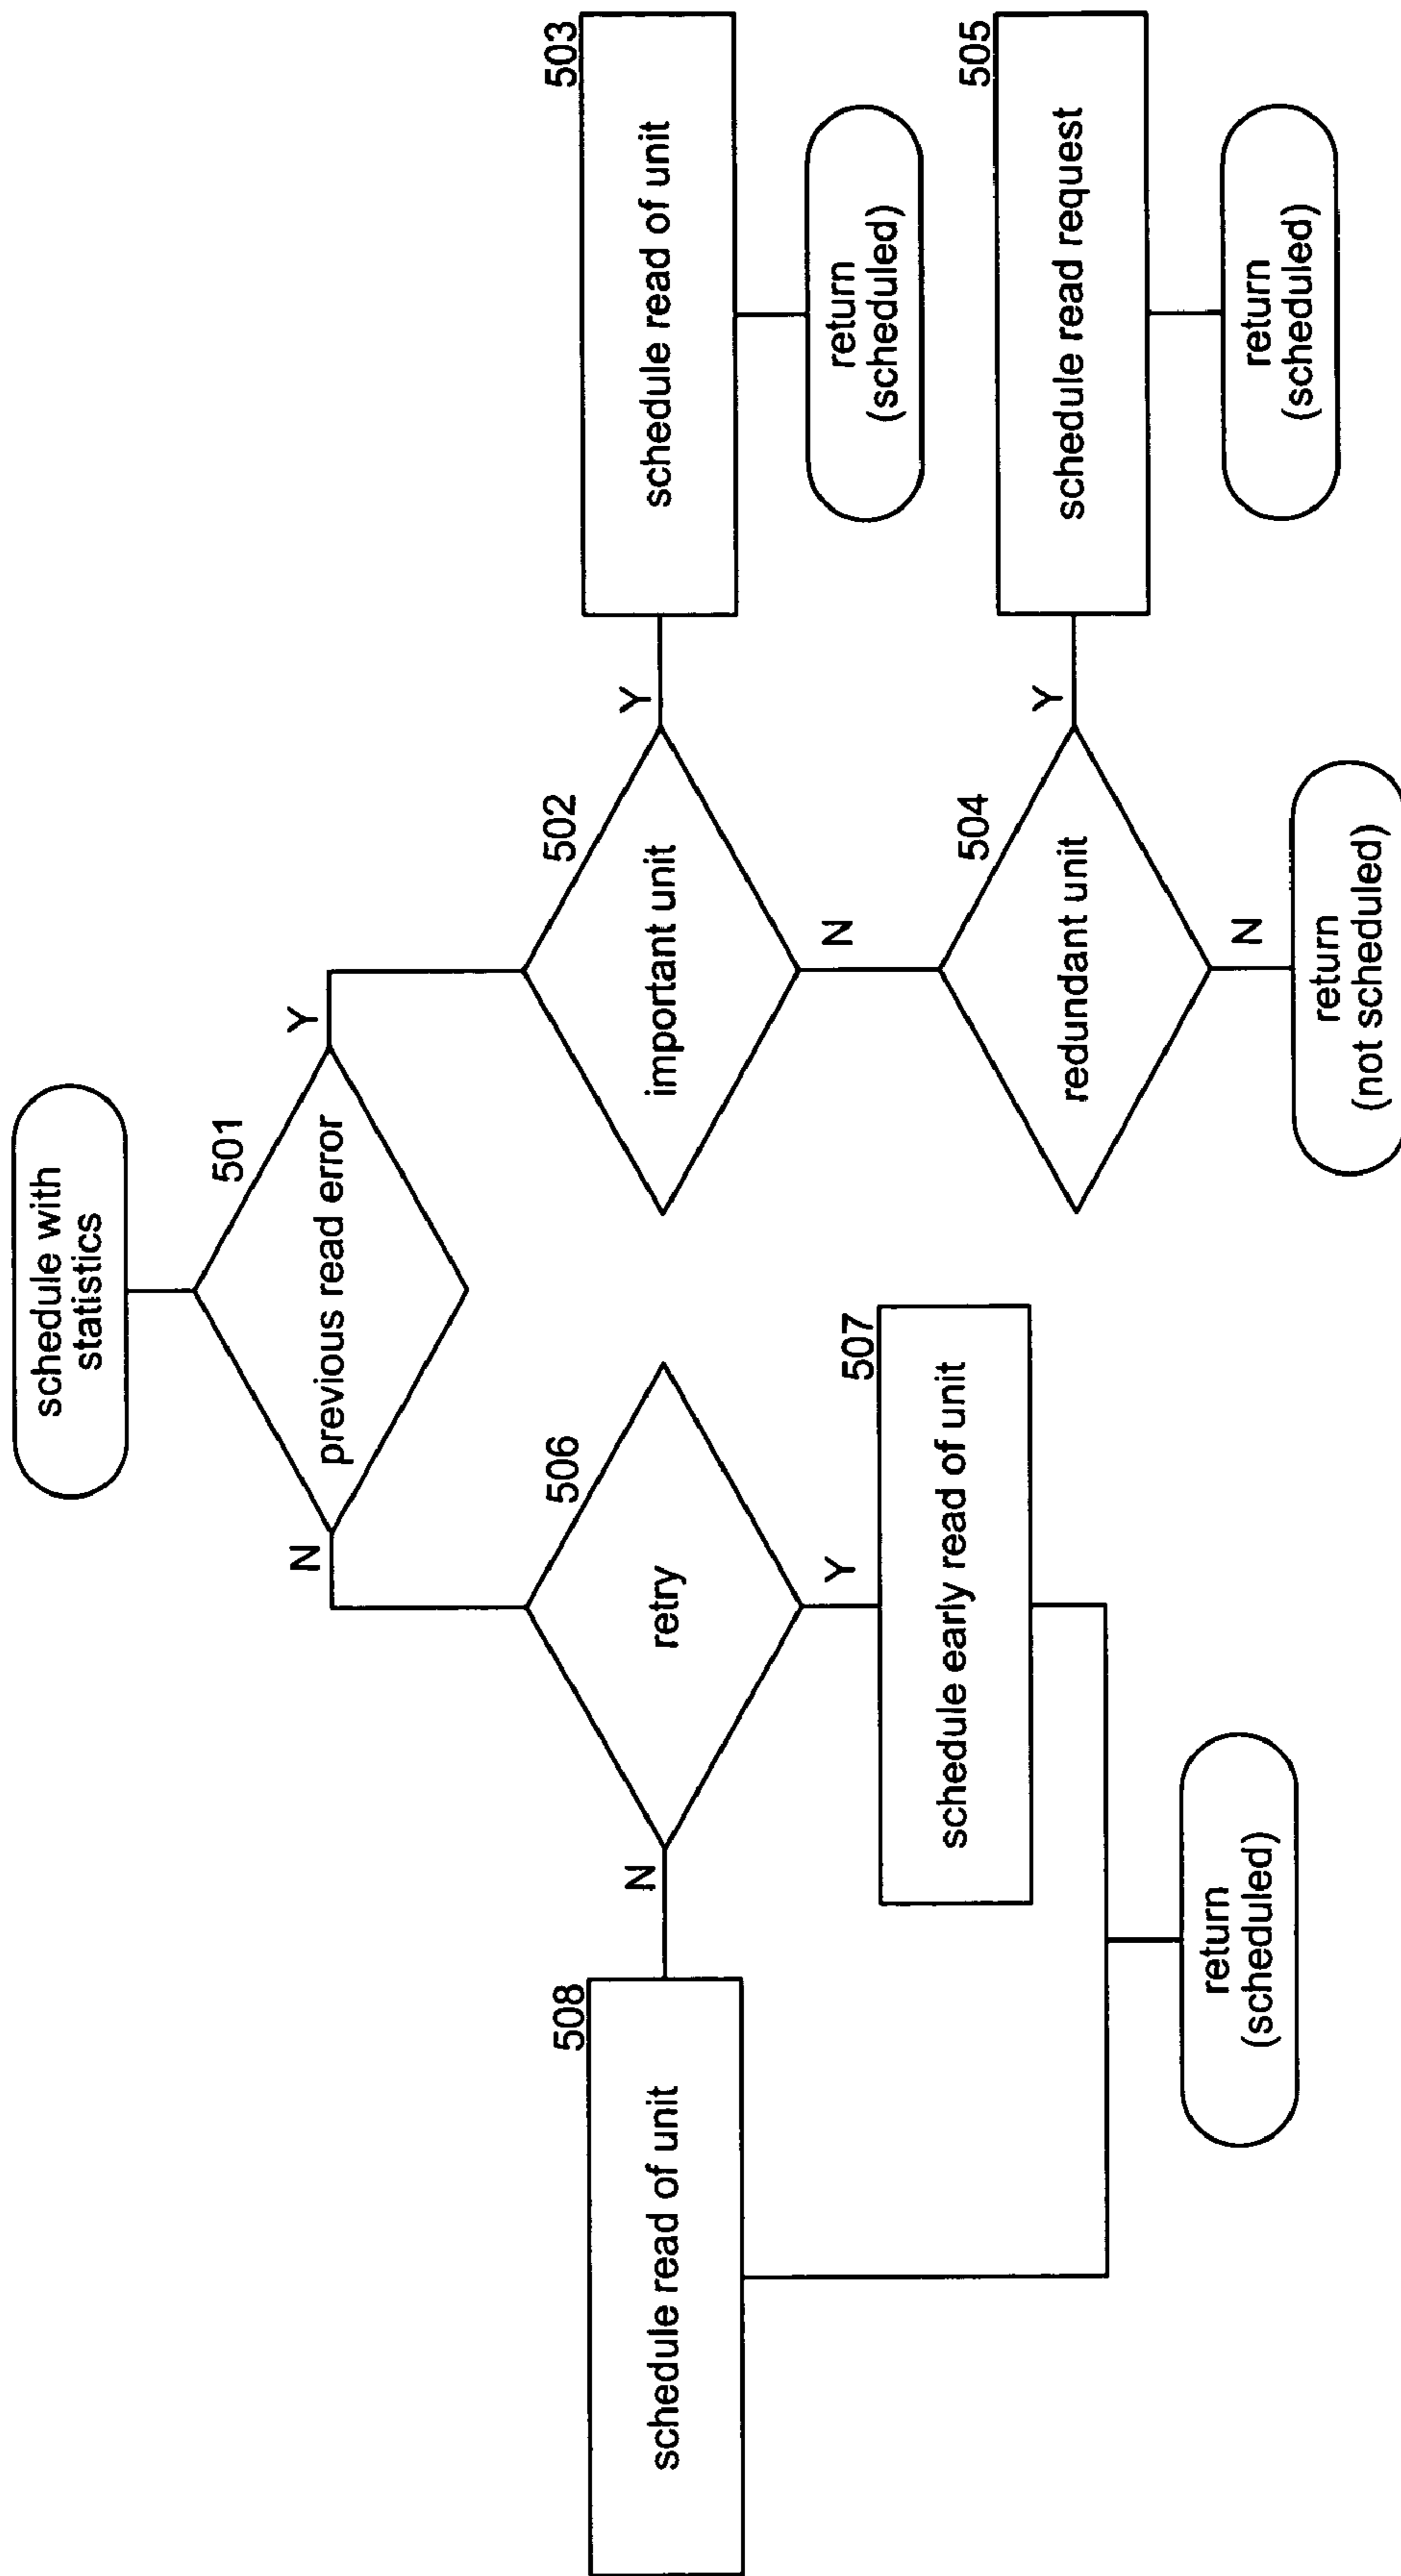 schedule with
statistics
501
previous read error
N
Y
506
retry
N
Y
508
schedule read of unit
507
schedule early read of unit
return
(scheduled)
502
important unit
Y
N
503
schedule read of unit
return
(scheduled)
504
redundant unit
Y
N
505
schedule read request
return
(scheduled)
return
(not scheduled)